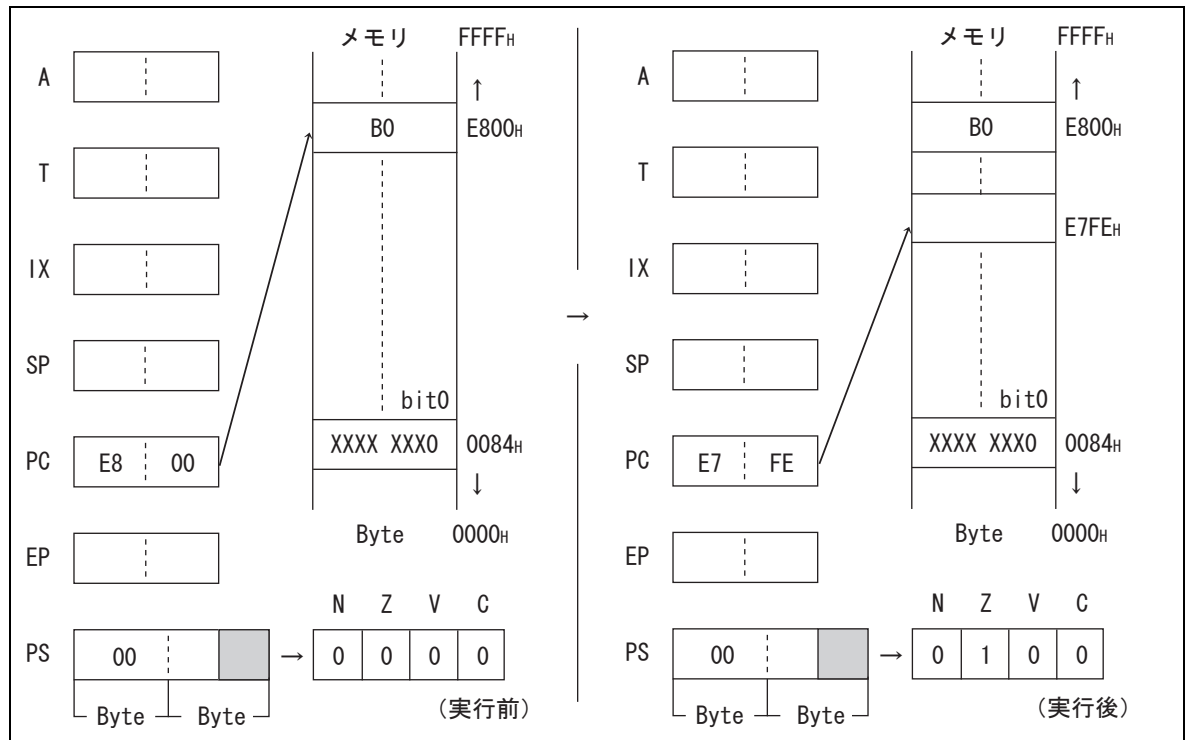 メモリ FFFFH
A
↑
B0 E800H
T
IX
SP
bit0
PC E8 00 XXXX XXX0 0084H
↓
Byte 0000H
EP
N Z V C
PS 00 → 0 0 0 0
Byte Byte (実行前)
→
メモリ FFFFH
A
↑
B0 E800H
T
E7FEH
IX
SP
bit0
PC E7 FE XXXX XXX0 0084H
↓
Byte 0000H
EP
N Z V C
PS 00 → 0 1 0 0
Byte Byte (実行後)